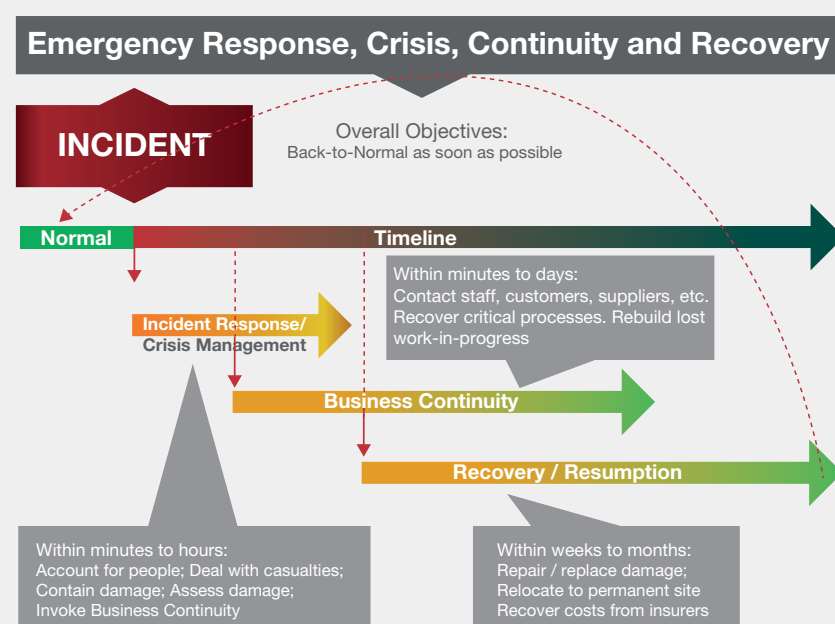 Emergency Response, Crisis, Continuity and Recovery
INCIDENT
Overall Objectives:
Back-to-Normal as soon as possible
Normal
Timeline
Within minutes to days:
Contact staff, customers, suppliers, etc.
Recover critical processes. Rebuild lost
work-in-progress
Incident Response/
Crisis Management
Business Continuity
Recovery / Resumption
Within minutes to hours:
Account for people; Deal with casualties;
Contain damage; Assess damage;
Invoke Business Continuity
Within weeks to months:
Repair / replace damage;
Relocate to permanent site
Recover costs from insurers